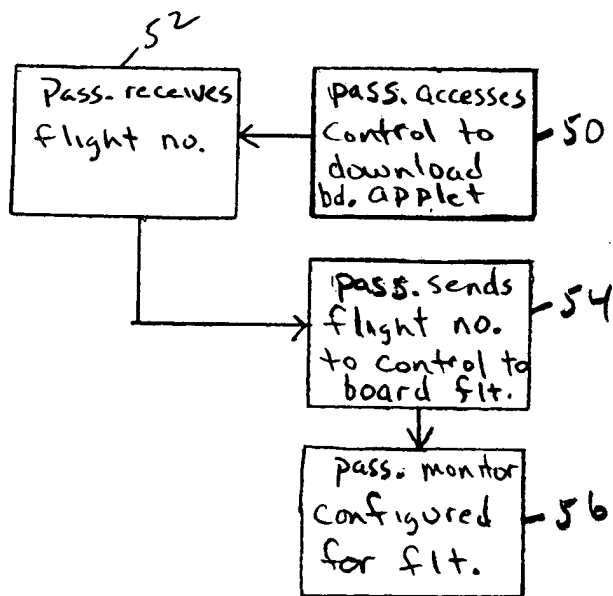 52
Pass. receives
flight no.
pass. accesses
control to
download
bd. applet
50
pass. sends
flight no.
to control to
board flt.
54
pass. monitor
configured
for flt.
56